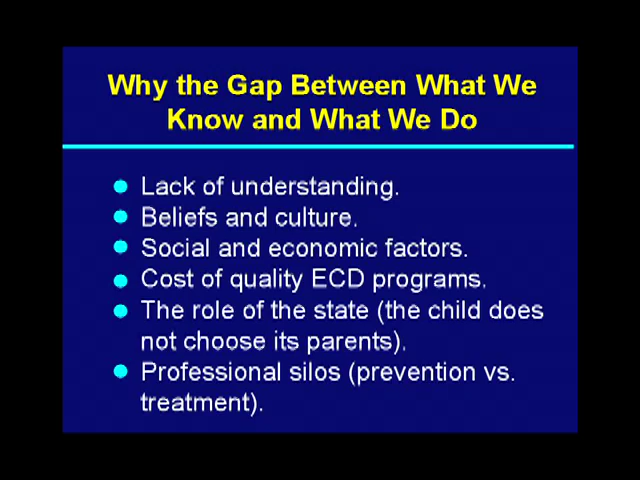 Why the Gap Between What We
Know and What We Do
Lack of understanding.
Beliefs and culture.
Social and economic factors.
Cost of quality ECD programs.
The role of the state (the child does
not choose its parents).
Professional silos (prevention vs.
treatment).